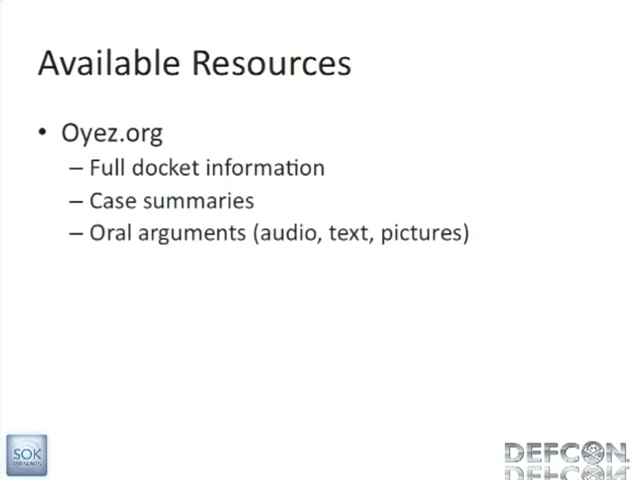 Available Resources
• Oyez.org
– Full docket information
– Case summaries
– Oral arguments (audio, text, pictures)
SOK
DEFCON